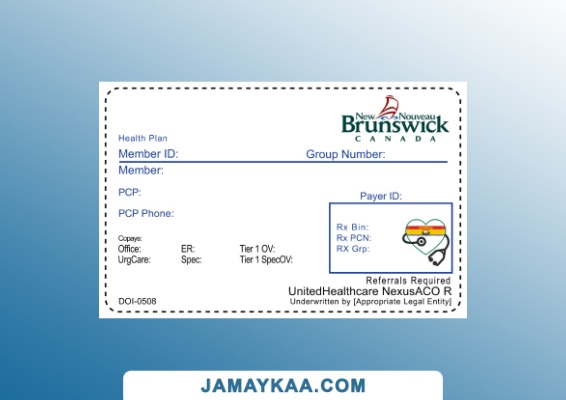 New Nouveau
Brunswick
CANADA
Health Plan
Member ID: Group Number:
Member:
PCP: Payer ID:
PCP Phone:
Rx Bin:
Rx PCN:
RX Grp:
Copays:
Office: ER: Tier 1 OV:
UrgCare: Spec: Tier 1 SpecOV:
Referrals Required
UnitedHealthcare NexusACO R
DOI-0508 Underwritten by [Appropriate Legal Entity]
JAMAYKAA.COM